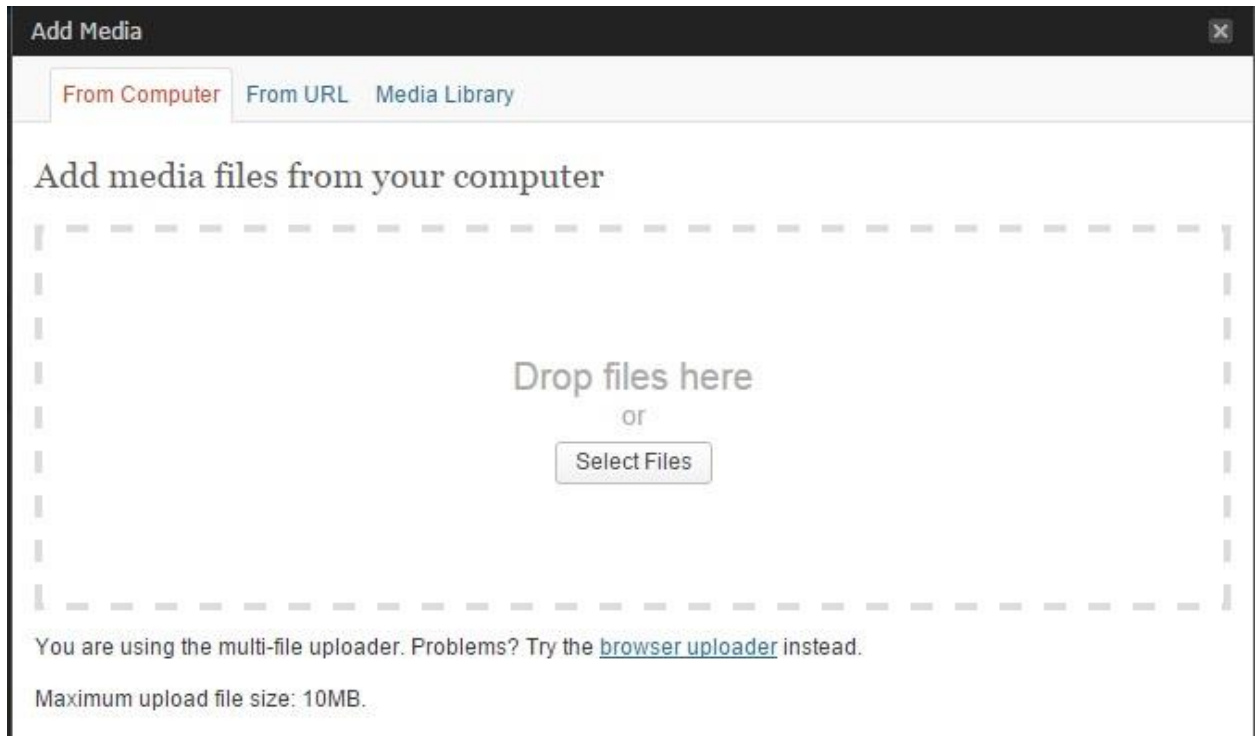 Add Media
From Computer From URL Media Library
Add media files from your computer
Drop files here
or
Select Files
You are using the multi-file uploader. Problems? Try the browser uploader instead.
Maximum upload file size: 10MB.